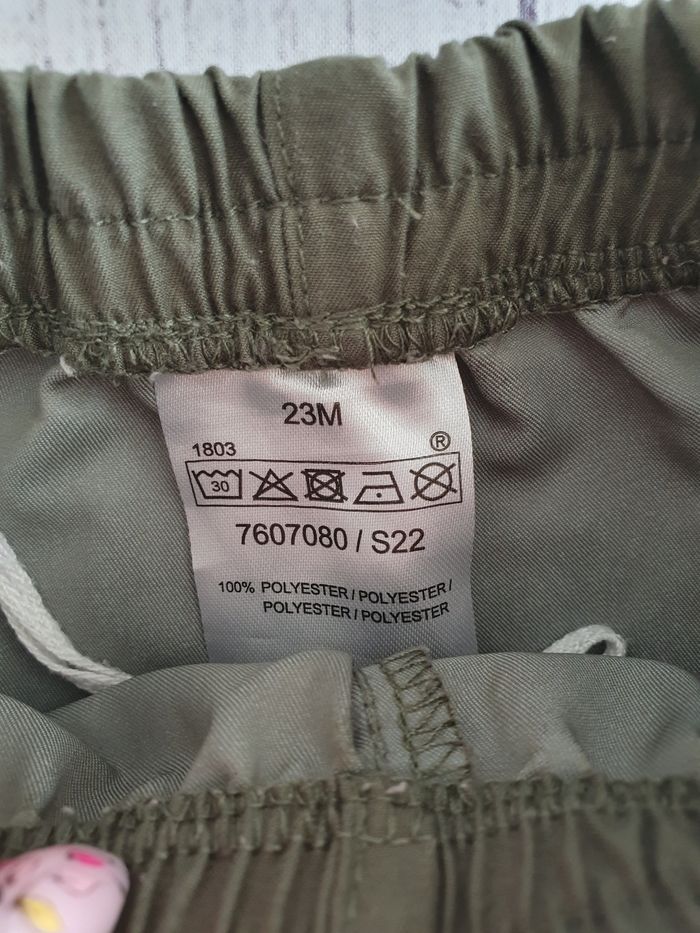 23M
1803 ®
30
7607080 / S22
100% POLYESTER / POLYESTER /
POLYESTER / POLYESTER